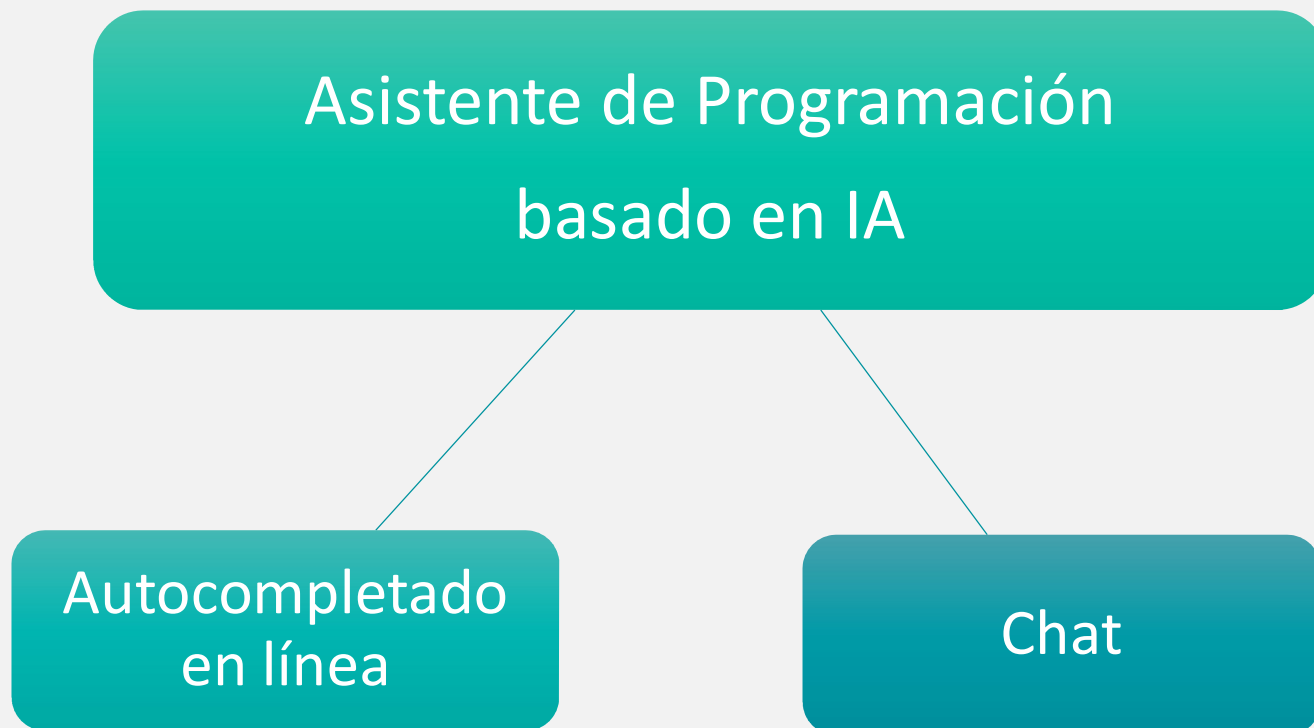 Asistente de Programación
basado en IA
Autocompletado
en línea
Chat